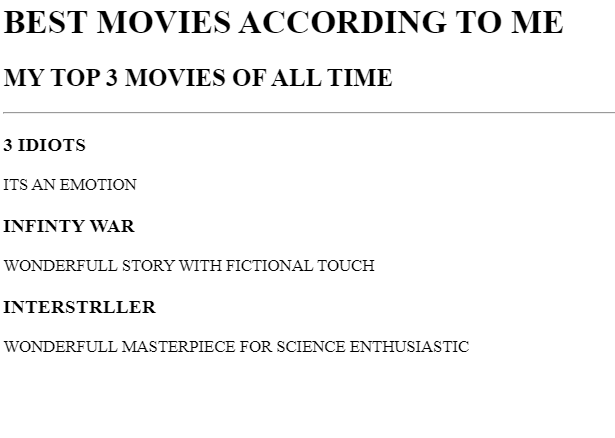 BEST MOVIES ACCORDING TO ME
MY TOP 3 MOVIES OF ALL TIME
3 IDIOTS
ITS AN EMOTION
INFINTY WAR
WONDERFULL STORY WITH FICTIONAL TOUCH
INTERSTRLLER
WONDERFULL MASTERPIECE FOR SCIENCE ENTHUSIASTIC